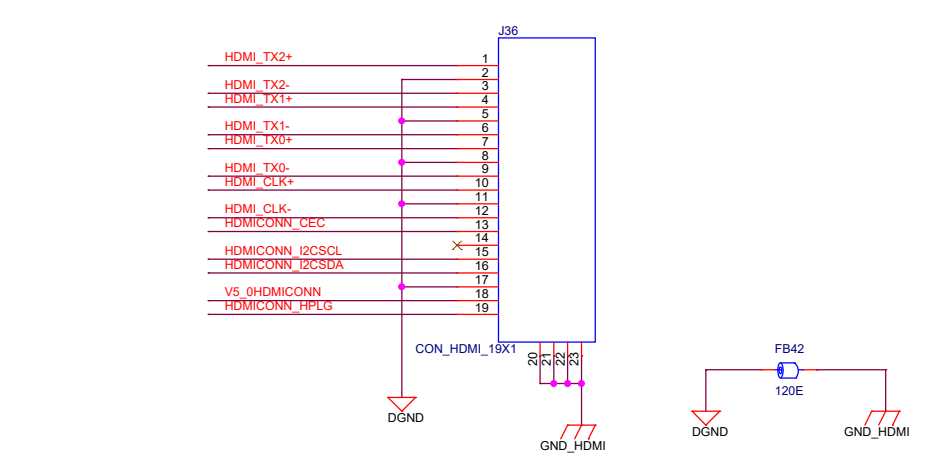 J36
HDMI_TX2+ 1
2
HDMI_TX2- 3
HDMI_TX1+ 4
5
HDMI_TX1- 6
HDMI_TX0+ 7
8
HDMI_TX0- 9
HDMI_CLK+ 10
11
HDMI_CLK- 12
HDMICONN_CEC 13
14
HDMICONN_I2CSCL 15
HDMICONN_I2CSDA 16
17
V5_0HDMICONN 18
HDMICONN_HPLG 19
CON_HDMI_19X1
20 21 22 23
DGND
GND_HDMI
FB42
120E
DGND
GND_HDMI